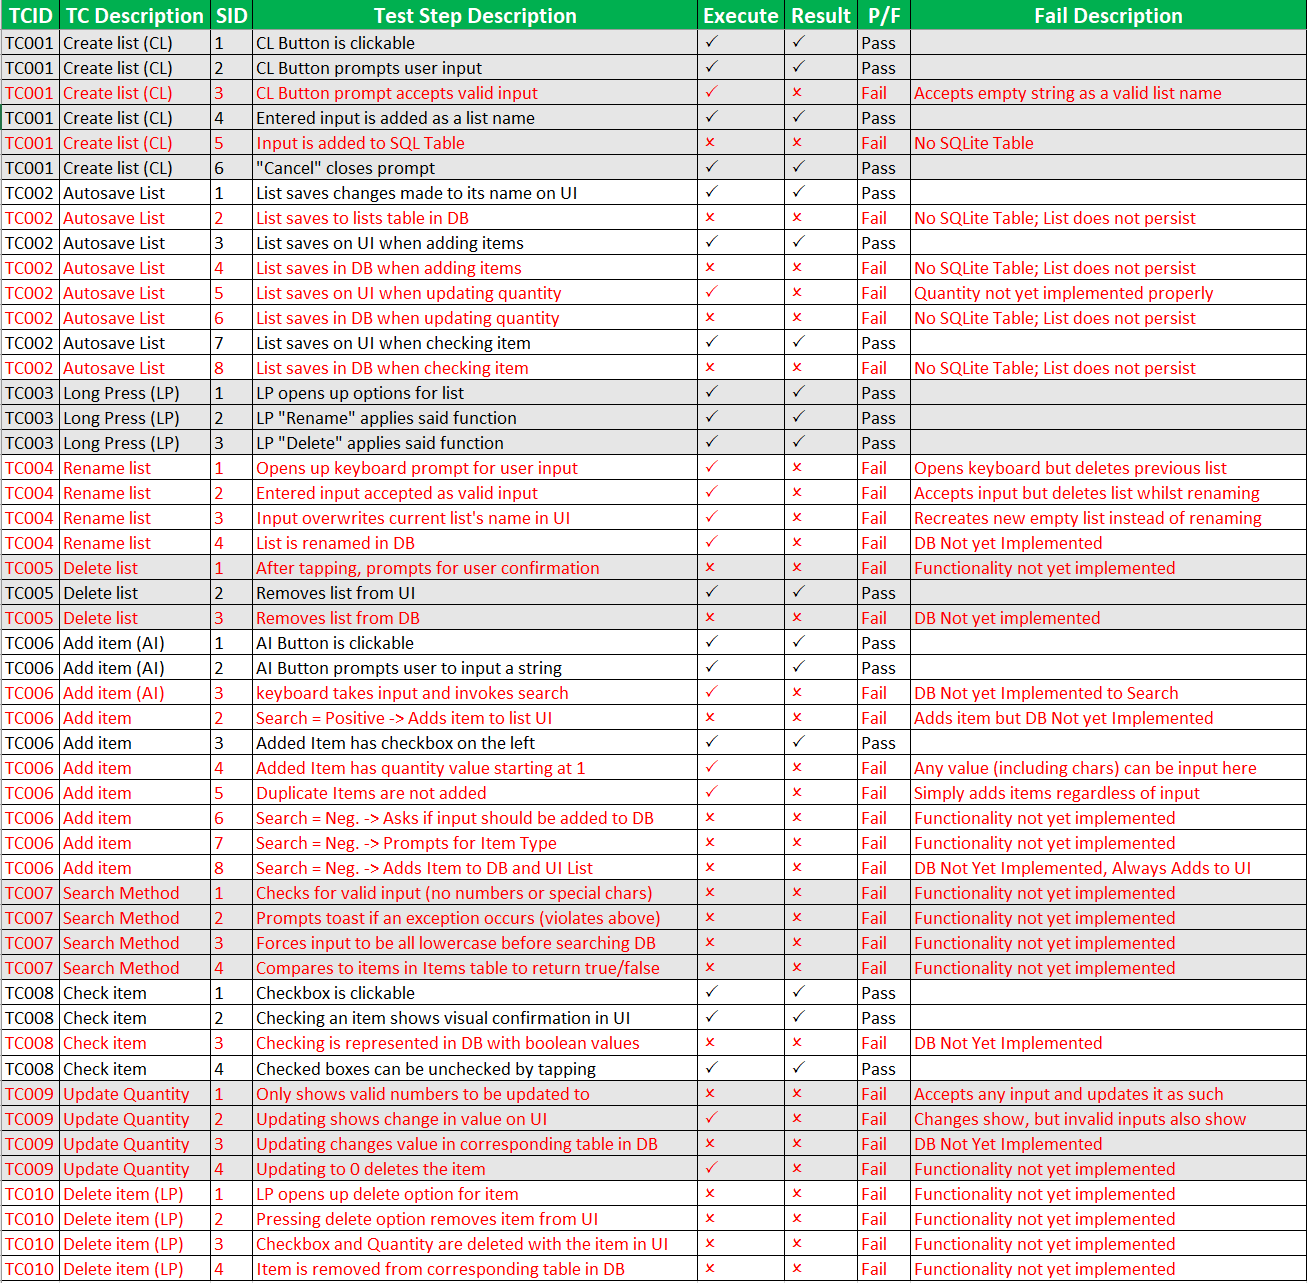 TCID TC Description SID Test Step Description Execute Result P/F Fail Description
TC001 Create list (CL) 1 CL Button is clickable ✓ ✓ Pass
TC001 Create list (CL) 2 CL Button prompts user input ✓ ✓ Pass
TC001 Create list (CL) 3 CL Button prompt accepts valid input ✓ × Fail Accepts empty string as a valid list name
TC001 Create list (CL) 4 Entered input is added as a list name ✓ ✓ Pass
TC001 Create list (CL) 5 Input is added to SQL Table × × Fail No SQLite Table
TC001 Create list (CL) 6 "Cancel" closes prompt ✓ ✓ Pass
TC002 Autosave List 1 List saves changes made to its name on UI ✓ ✓ Pass
TC002 Autosave List 2 List saves to lists table in DB × × Fail No SQLite Table; List does not persist
TC002 Autosave List 3 List saves on UI when adding items ✓ ✓ Pass
TC002 Autosave List 4 List saves in DB when adding items × × Fail No SQLite Table; List does not persist
TC002 Autosave List 5 List saves on UI when updating quantity ✓ × Fail Quantity not yet implemented properly
TC002 Autosave List 6 List saves in DB when updating quantity × × Fail No SQLite Table; List does not persist
TC002 Autosave List 7 List saves on UI when checking item ✓ ✓ Pass
TC002 Autosave List 8 List saves in DB when checking item × × Fail No SQLite Table; List does not persist
TC003 Long Press (LP) 1 LP opens up options for list ✓ ✓ Pass
TC003 Long Press (LP) 2 LP "Rename" applies said function ✓ ✓ Pass
TC003 Long Press (LP) 3 LP "Delete" applies said function ✓ ✓ Pass
TC004 Rename list 1 Opens up keyboard prompt for user input ✓ × Fail Opens keyboard but deletes previous list
TC004 Rename list 2 Entered input accepted as valid input ✓ × Fail Accepts input but deletes list whilst renaming
TC004 Rename list 3 Input overwrites current list's name in UI ✓ × Fail Recreates new empty list instead of renaming
TC004 Rename list 4 List is renamed in DB ✓ × Fail DB Not yet Implemented
TC005 Delete list 1 After tapping, prompts for user confirmation × × Fail Functionality not yet implemented
TC005 Delete list 2 Removes list from UI ✓ ✓ Pass
TC005 Delete list 3 Removes list from DB × × Fail DB Not yet implemented
TC006 Add item (AI) 1 AI Button is clickable ✓ ✓ Pass
TC006 Add item (AI) 2 AI Button prompts user to input a string ✓ ✓ Pass
TC006 Add item (AI) 3 keyboard takes input and invokes search ✓ × Fail DB Not yet Implemented to Search
TC006 Add item 2 Search = Positive -> Adds item to list UI × × Fail Adds item but DB Not yet Implemented
TC006 Add item 3 Added Item has checkbox on the left ✓ ✓ Pass
TC006 Add item 4 Added Item has quantity value starting at 1 ✓ × Fail Any value (including chars) can be input here
TC006 Add item 5 Duplicate Items are not added ✓ × Fail Simply adds items regardless of input
TC006 Add item 6 Search = Neg. -> Asks if input should be added to DB × × Fail Functionality not yet implemented
TC006 Add item 7 Search = Neg. -> Prompts for Item Type × × Fail Functionality not yet implemented
TC006 Add item 8 Search = Neg. -> Adds Item to DB and UI List × × Fail DB Not Yet Implemented, Always Adds to UI
TC007 Search Method 1 Checks for valid input (no numbers or special chars) × × Fail Functionality not yet implemented
TC007 Search Method 2 Prompts toast if an exception occurs (violates above) × × Fail Functionality not yet implemented
TC007 Search Method 3 Forces input to be all lowercase before searching DB × × Fail Functionality not yet implemented
TC007 Search Method 4 Compares to items in Items table to return true/false × × Fail Functionality not yet implemented
TC008 Check item 1 Checkbox is clickable ✓ ✓ Pass
TC008 Check item 2 Checking an item shows visual confirmation in UI ✓ ✓ Pass
TC008 Check item 3 Checking is represented in DB with boolean values × × Fail DB Not Yet Implemented
TC008 Check item 4 Checked boxes can be unchecked by tapping ✓ ✓ Pass
TC009 Update Quantity 1 Only shows valid numbers to be updated to × × Fail Accepts any input and updates it as such
TC009 Update Quantity 2 Updating shows change in value on UI ✓ × Fail Changes show, but invalid inputs also show
TC009 Update Quantity 3 Updating changes value in corresponding table in DB × × Fail DB Not Yet Implemented
TC009 Update Quantity 4 Updating to 0 deletes the item ✓ × Fail Functionality not yet implemented
TC010 Delete item (LP) 1 LP opens up delete option for item × × Fail Functionality not yet implemented
TC010 Delete item (LP) 2 Pressing delete option removes item from UI × × Fail Functionality not yet implemented
TC010 Delete item (LP) 3 Checkbox and Quantity are deleted with the item in UI × × Fail Functionality not yet implemented
TC010 Delete item (LP) 4 Item is removed from corresponding table in DB × × Fail Functionality not yet implemented